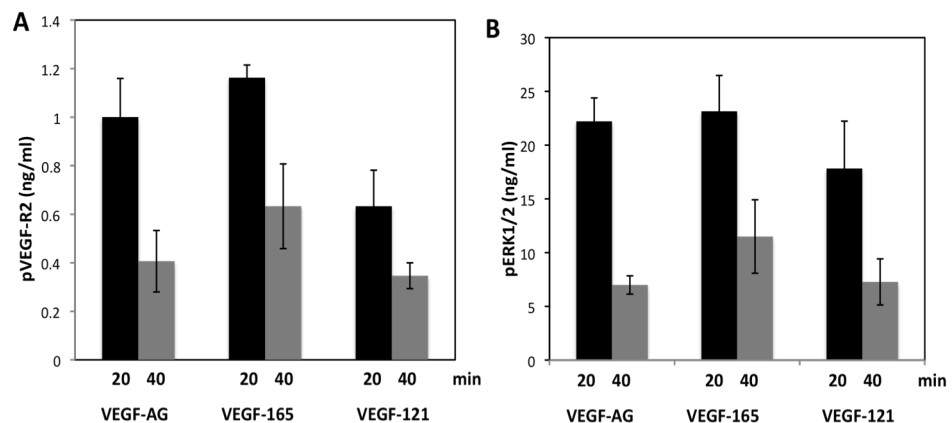 A
pVEGF-R2 (ng/ml)
1.4
1.2
1
0.8
0.6
0.4
0.2
0
20 40 20 40 20 40 min
VEGF-AG VEGF-165 VEGF-121
B
pERK1/2 (ng/ml)
30
25
20
15
10
5
0
20 40 20 40 20 40 min
VEGF-AG VEGF-165 VEGF-121